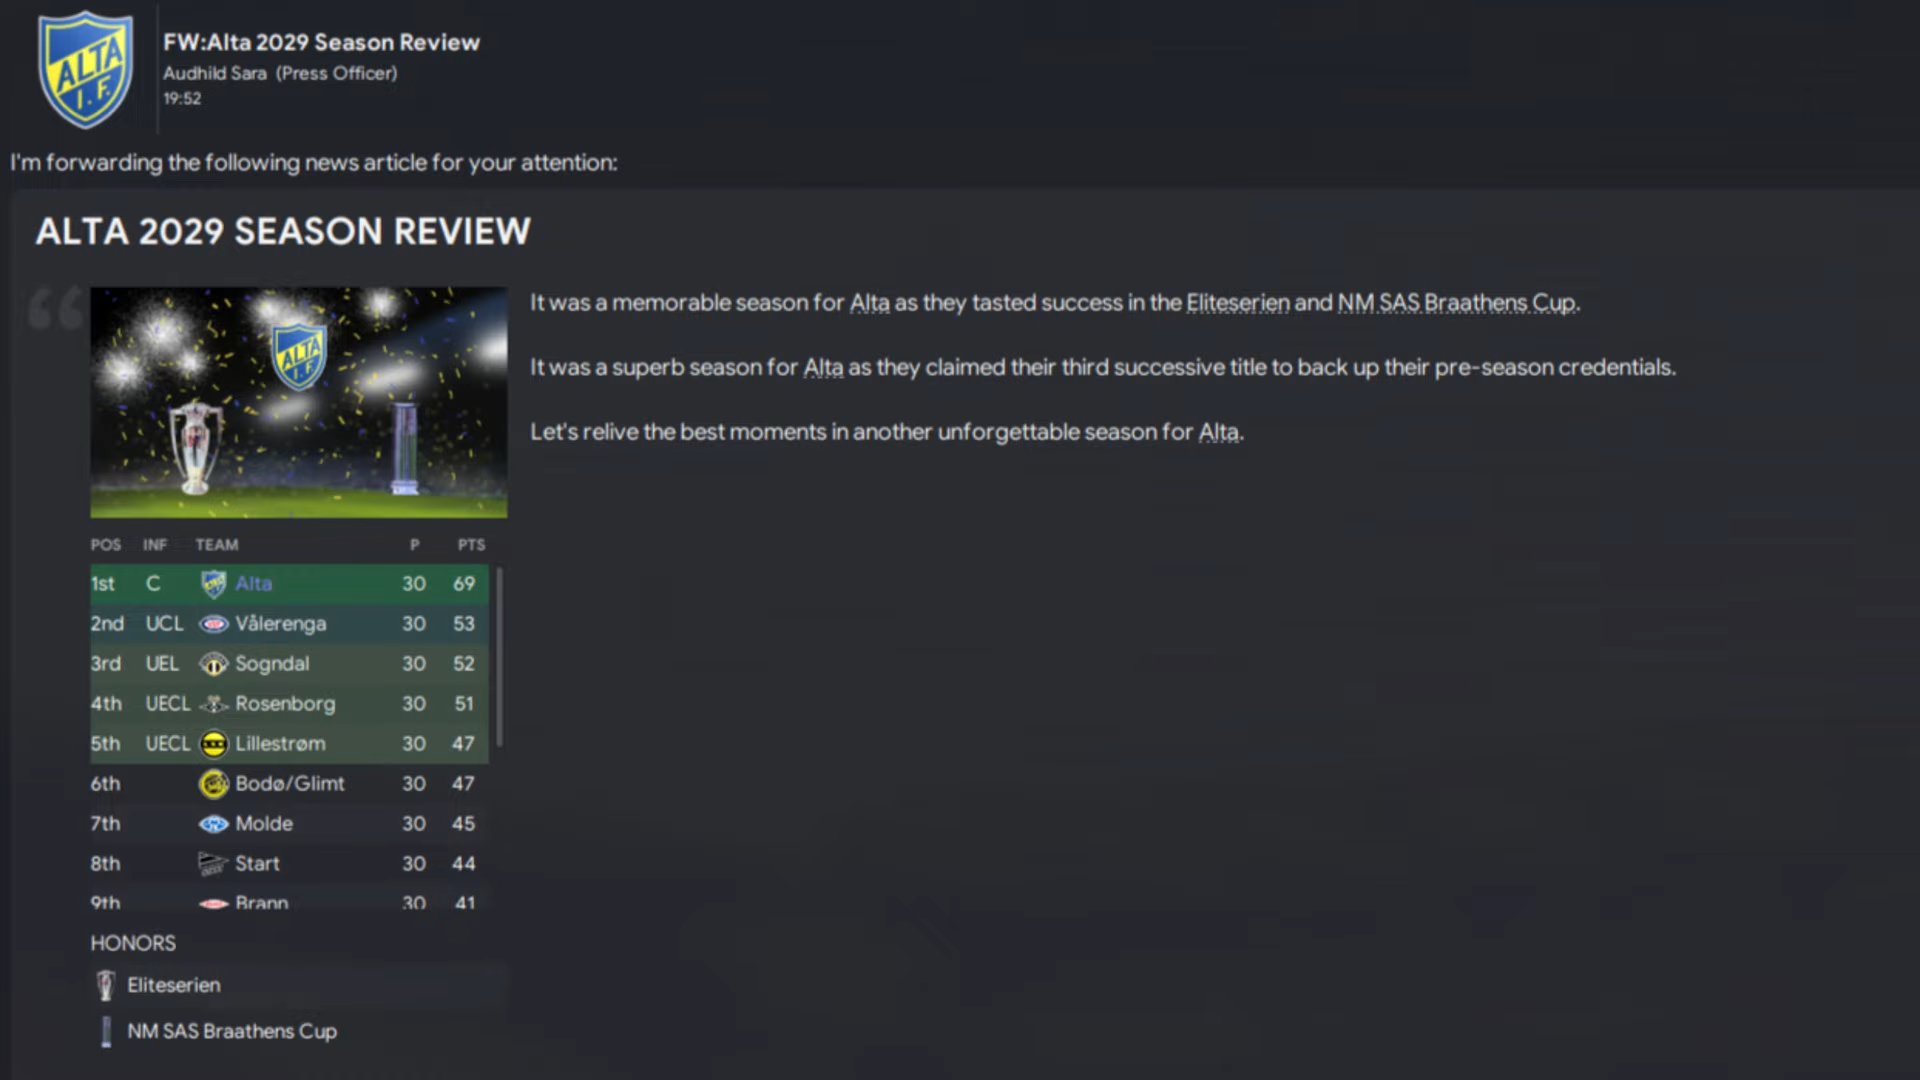 ALTA
I.F.
FW:Alta 2029 Season Review
Audhild Sara (Press Officer)
19:52
I'm forwarding the following news article for your attention:
ALTA 2029 SEASON REVIEW
ALTA
I.F.
It was a memorable season for Alta as they tasted success in the Eliteserien and NM SAS Braathens Cup.
It was a superb season for Alta as they claimed their third successive title to back up their pre-season credentials.
Let's relive the best moments in another unforgettable season for Alta.
POS INF TEAM P PTS
1st C Alta 30 69
2nd UCL Vålerenga 30 53
3rd UEL Sogndal 30 52
4th UECL Rosenborg 30 51
5th UECL Lillestrøm 30 47
6th Bodø/Glimt 30 47
7th Molde 30 45
8th Start 30 44
9th Brann 30 41
HONORS
Eliteserien
NM SAS Braathens Cup